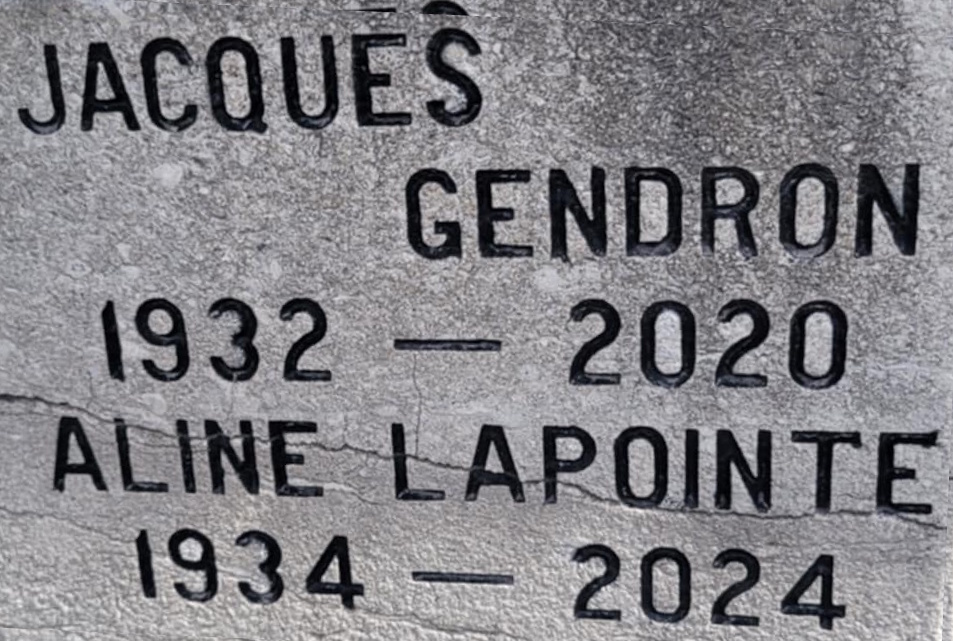 JACQUES
GENDRON
1932 — 2020
ALINE LAPOINTE
1934 — 2024